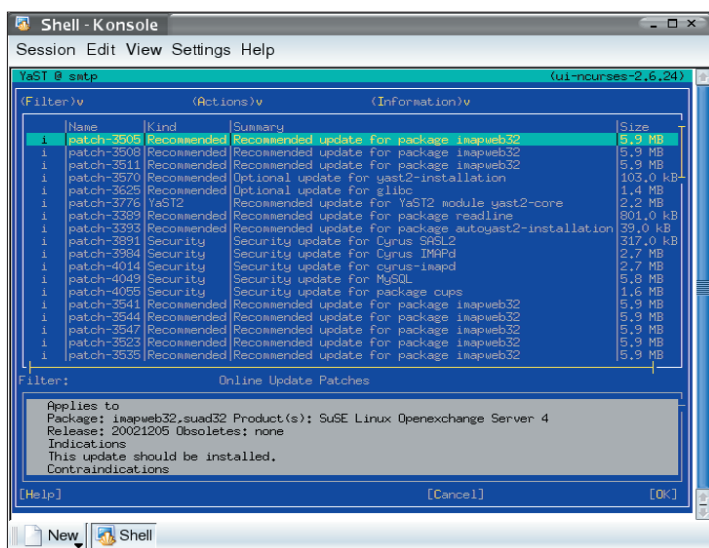 Shell - Konsole
Session Edit View Settings Help
YaST @ smtp (ui-ncurses-2.6.24)
(Filter)v (Actions)v (Information)v
|Name |Kind |Summary |Size
i |patch-3505|Recommended|Recommended update for package imapweb32 |5.9 MB
i |patch-3508|Recommended|Recommended update for package imapweb32 |5.9 MB
i |patch-3511|Recommended|Recommended update for package imapweb32 |5.9 MB
i |patch-3570|Recommended|Optional update for yast2-installation |103.0 kB
i |patch-3625|Recommended|Optional update for glibc |1.4 MB
i |patch-3776|YaST2 |Recommended update for YaST2 module yast2-core |2.2 MB
i |patch-3389|Recommended|Recommended update for package readline |801.0 kB
i |patch-3393|Recommended|Recommended update for package autoyast2-installation|39.0 kB
i |patch-3891|Security |Security update for Cyrus SASL2 |317.0 kB
i |patch-3984|Security |Security update for Cyrus IMAPd |2.7 MB
i |patch-4014|Security |Security update for cyrus-imapd |2.7 MB
i |patch-4049|Security |Security update for MySQL |5.8 MB
i |patch-4055|Security |Security update for package cups |1.6 MB
i |patch-3541|Recommended|Recommended update for package imapweb32 |5.9 MB
i |patch-3544|Recommended|Recommended update for package imapweb32 |5.9 MB
i |patch-3547|Recommended|Recommended update for package imapweb32 |5.9 MB
i |patch-3523|Recommended|Recommended update for package imapweb32 |5.9 MB
i |patch-3535|Recommended|Recommended update for package imapweb32 |5.9 MB
Filter: Online Update Patches
Applies to
Package: imapweb32,suad32 Product(s): SuSE Linux Openexchange Server 4
Release: 20021205 Obsoletes: none
Indications
This update should be installed.
Contraindications
[Help] [Cancel] [OK]
New Shell